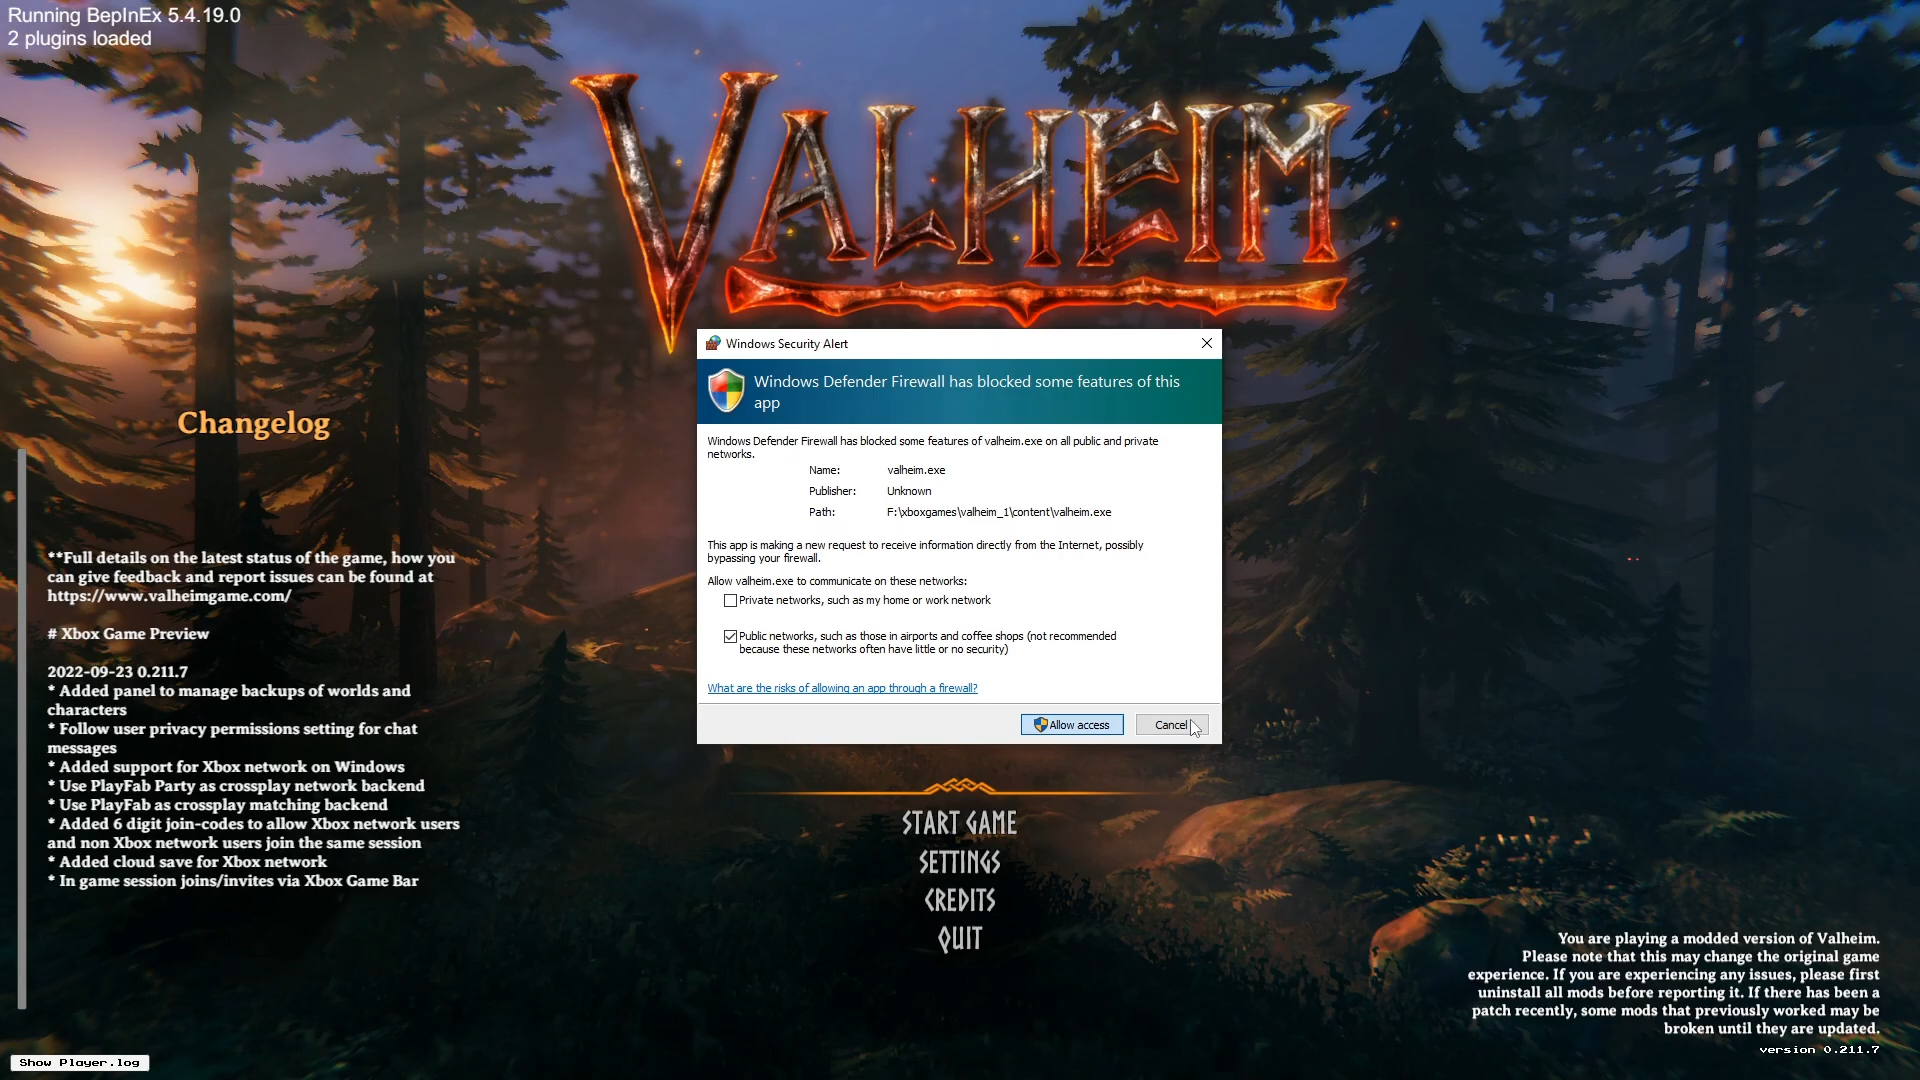 Running BepInEx 5.4.19.0
2 plugins loaded
VALHEIM
Windows Security Alert
Windows Defender Firewall has blocked some features of this
app
Windows Defender Firewall has blocked some features of valheim.exe on all public and private
networks.
Name: valheim.exe
Publisher: Unknown
Path: F:\xboxgames\valheim_1\content\valheim.exe
This app is making a new request to receive information directly from the Internet, possibly
bypassing your firewall.
Allow valheim.exe to communicate on these networks:
Private networks, such as my home or work network
Public networks, such as those in airports and coffee shops (not recommended
because these networks often have little or no security)
What are the risks of allowing an app through a firewall?
Allow access
Cancel
Changelog
**Full details on the latest status of the game, how you
can give feedback and report issues can be found at
https://www.valheimgame.com/
# Xbox Game Preview
2022-09-23 0.211.7
* Added panel to manage backups of worlds and
characters
* Follow user privacy permissions setting for chat
messages
* Added support for Xbox network on Windows
* Use PlayFab Party as crossplay network backend
* Use PlayFab as crossplay matching backend
* Added 6 digit join-codes to allow Xbox network users
and non Xbox network users join the same session
* Added cloud save for Xbox network
* In game session joins/invites via Xbox Game Bar
START GAME
SETTINGS
CREDITS
QUIT
You are playing a modded version of Valheim.
Please note that this may change the original game
experience. If you are experiencing any issues, please first
uninstall all mods before reporting it. If there has been a
patch recently, some mods that previously worked may be
broken until they are updated.
version 0.211.7
Show Player.log